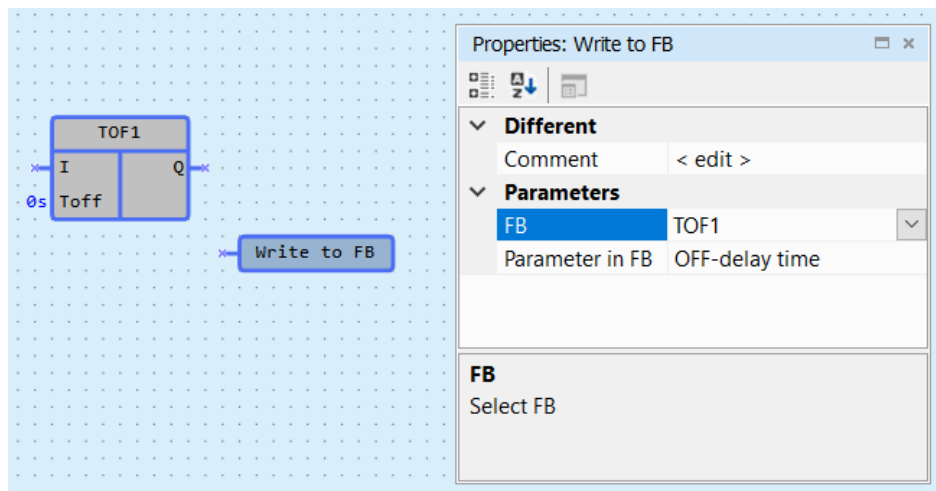 TOF1
I Q
0s Toff
Write to FB
Properties: Write to FB
Different
Comment < edit >
Parameters
FB TOF1
Parameter in FB OFF-delay time
FB
Select FB